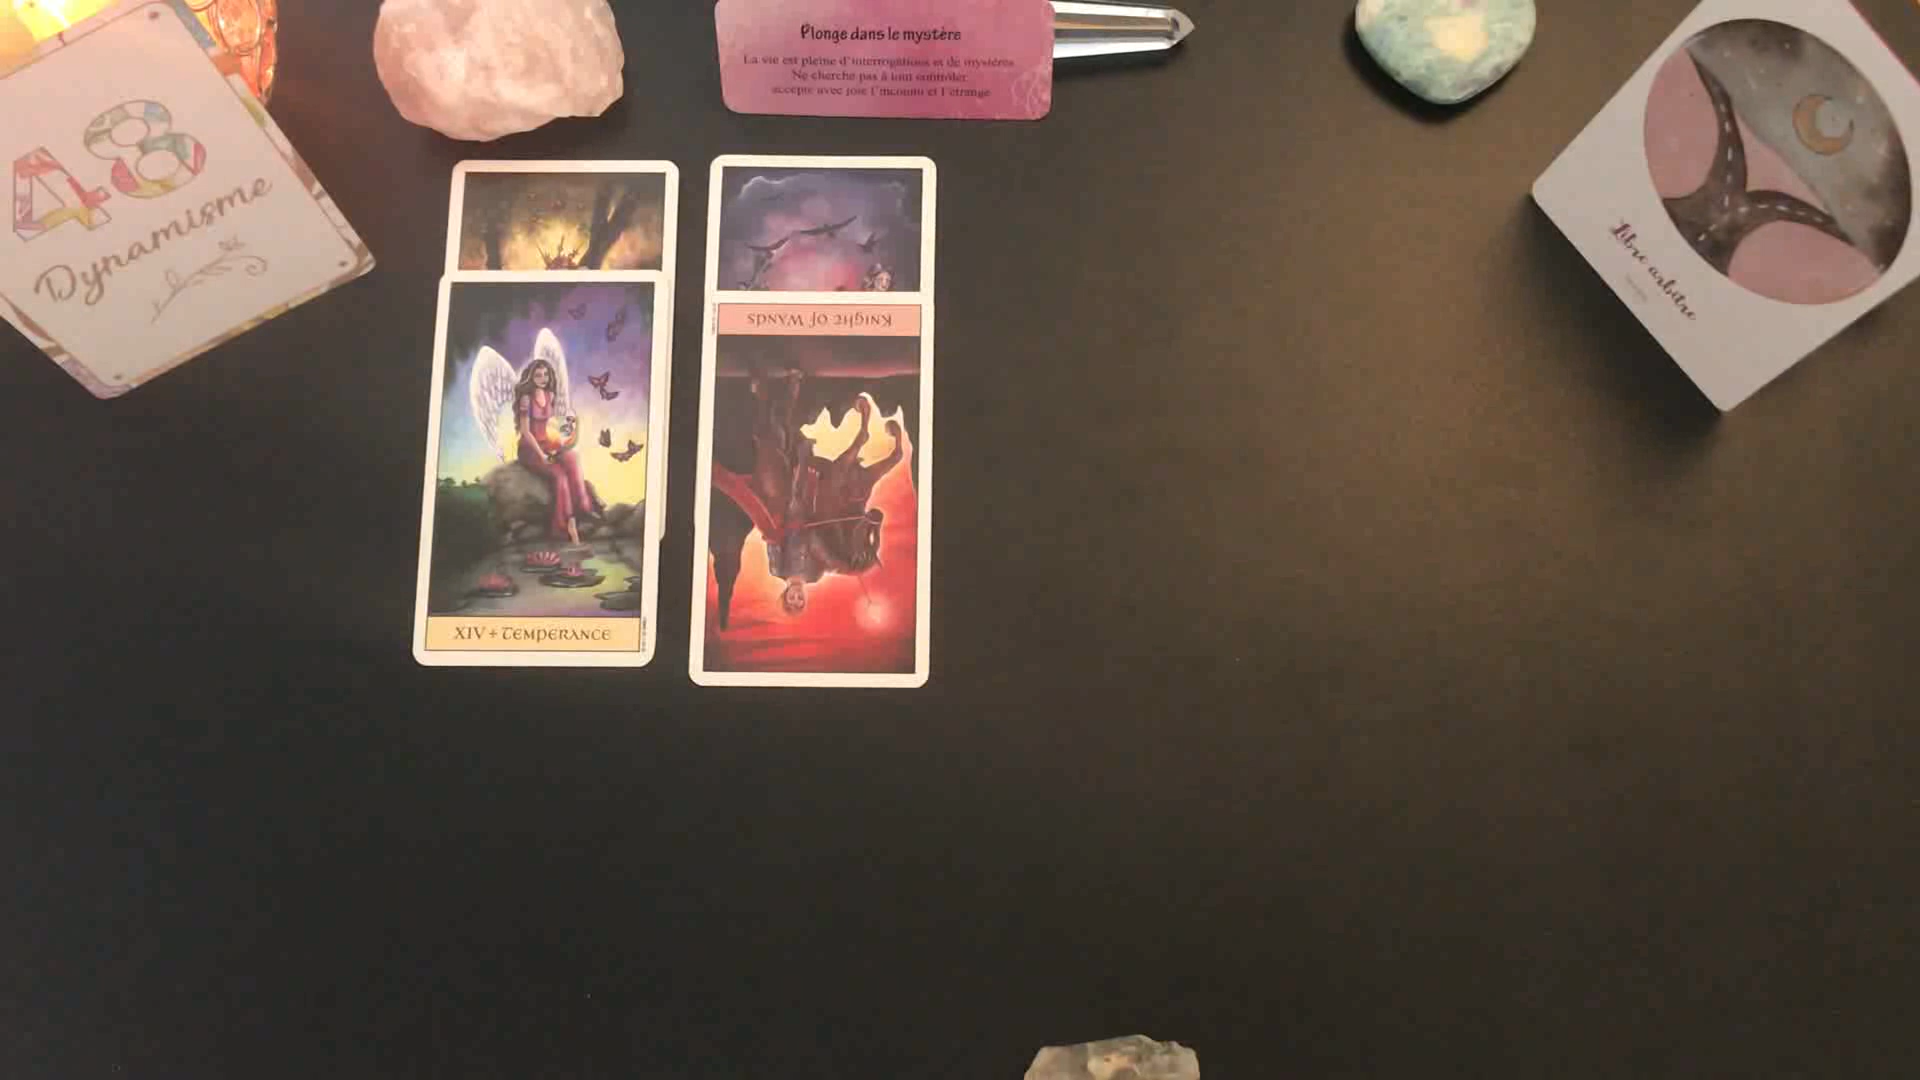 48
Dynamisme
Plonge dans le mystère
La vie est pleine d'interrogations et de mystères
Ne cherche pas à tout contrôler
accepte avec joie l'inconnu et l'étrange
Libre arbitre
Knight of Wands
XIV + Temperance